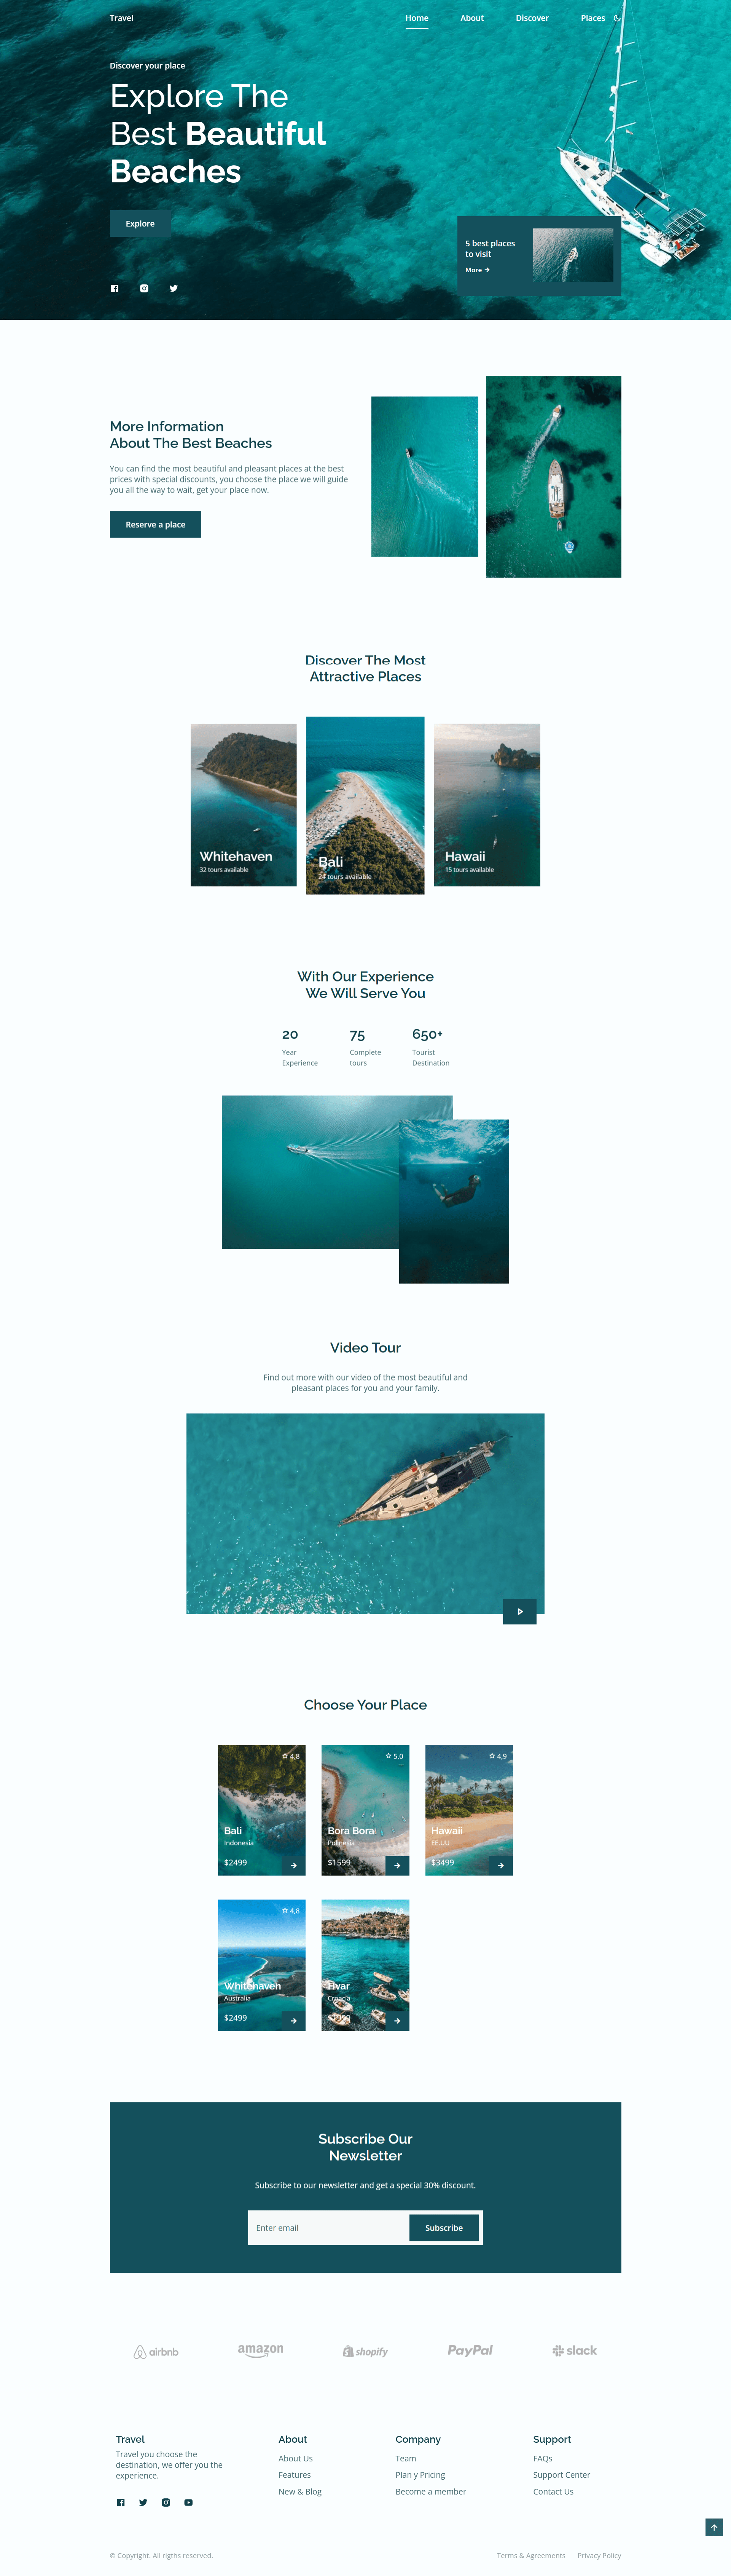 Travel
Home About Discover Places
Discover your place
Explore The
Best Beautiful
Beaches
Explore
5 best places
to visit
More →
More Information
About The Best Beaches
You can find the most beautiful and pleasant places at the best
prices with special discounts, you choose the place we will guide
you all the way to wait, get your place now.
Reserve a place
Discover The Most
Attractive Places
Whitehaven
32 tours available
Bali
24 tours available
Hawaii
15 tours available
With Our Experience
We Will Serve You
20
Year
Experience
75
Complete
tours
650+
Tourist
Destination
Video Tour
Find out more with our video of the most beautiful and
pleasant places for you and your family.
Choose Your Place
4,8
Bali
Indonesia
$2499
5,0
Bora Bora
Polinesia
$1599
4,9
Hawaii
EE.UU
$3499
4,8
Whitehaven
Australia
$2499
Hvar
Croacia
Subscribe Our
Newsletter
Subscribe to our newsletter and get a special 30% discount.
Enter email
Subscribe
airbnb
amazon
shopify
PayPal
slack
Travel
Travel you choose the
destination, we offer you the
experience.
About
About Us
Features
New & Blog
Company
Team
Plan y Pricing
Become a member
Support
FAQs
Support Center
Contact Us
© Copyright. All rigths reserved.
Terms & Agreements
Privacy Policy